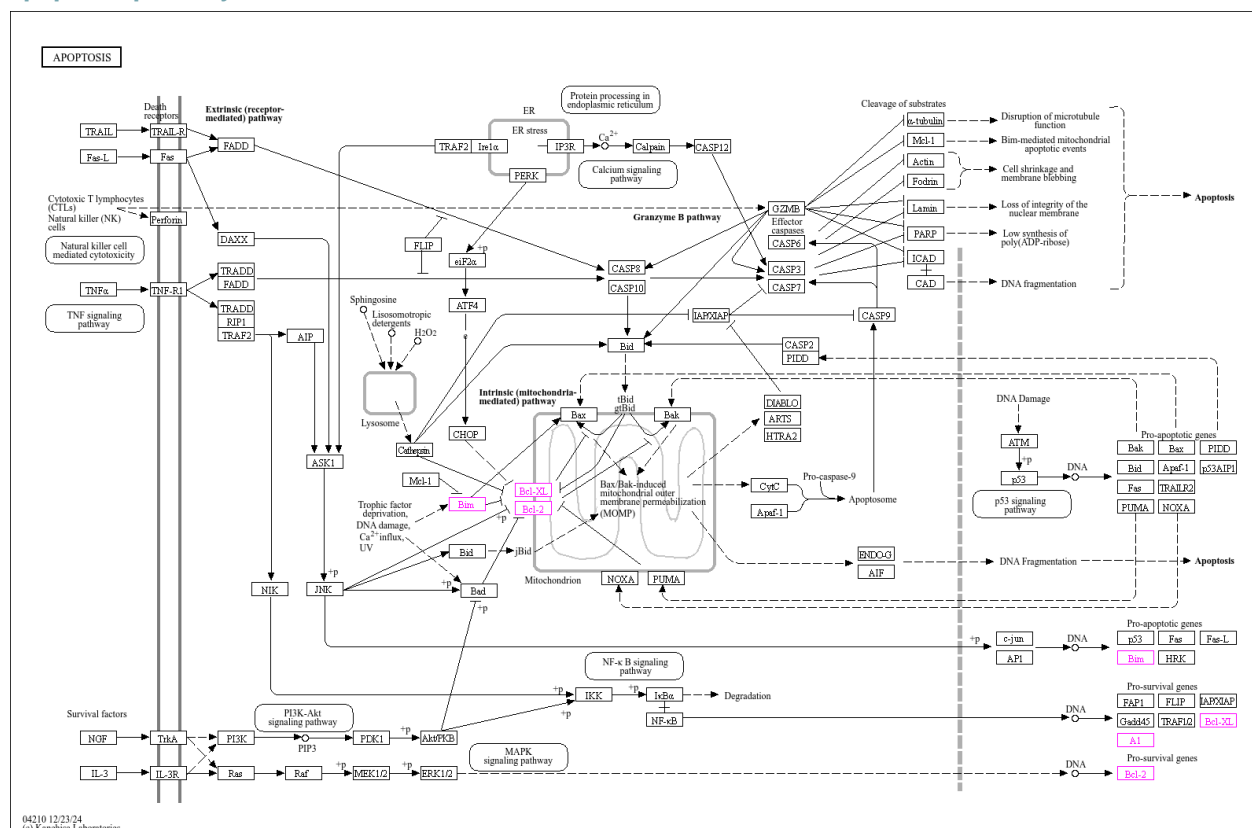 APOPTOSIS
Death
receptors
Extrinsic (receptor-
mediated) pathway
TRAIL
TRAIL-R
FADD
Fas-L
Fas
Cytotoxic T lymphocytes
(CTLs)
Natural killer (NK)
cells
Perforin
Natural killer cell
mediated cytotoxicity
DAXX
TRADD
FADD
TNFα
TNF-R1
TNF signaling
pathway
TRADD
RIP1
TRAF2
AIP
ER
ER stress
TRAF2
Ire1α
IP3R
PERK
Ca2+
Calpain
CASP12
Protein processing in
endoplasmic reticulum
Calcium signaling
pathway
Granzyme B pathway
GZMB
FLIP
+p
eiF2α
ATF4
CHOP
CASP8
CASP10
Effector
caspases
CASP6
CASP3
CASP7
IAP/XIAP
CASP9
Bid
CASP2
PIDD
Cleavage of substrates
α-tubulin
Disruption of microtubule
function
Mcl-1
Bim-mediated mitochondrial
apoptotic events
Actin
Fodrin
Cell shrinkage and
membrane blebbing
Lamin
Loss of integrity of the
nuclear membrane
PARP
Low synthesis of
poly(ADP-ribose)
ICAD
CAD
DNA fragmentation
Apoptosis
Sphingosine
Lisosomotropic
detergents
H2O2
Lysosome
Cathepsin
Intrinsic (mitochondria-
mediated) pathway
tBid
gtBid
Bax
Bak
DIABLO
ARTS
HTRA2
ASK1
Mcl-1
Bim
Bcl-XL
Bcl-2
+p
Trophic factor
deprivation,
DNA damage,
Ca2+influx,
UV
Bid
jBid
Bad
+p
Bax/Bak-induced
mitochondrial outer
membrane permeabilization
(MOMP)
Mitochondrion
NOXA
PUMA
CytC
Apaf-1
Pro-caspase-9
Apoptosome
ENDO-G
AIF
DNA Fragmentation
Apoptosis
DNA Damage
ATM
+p
p53
DNA
p53 signaling
pathway
Pro-apoptotic genes
Bak
Bax
PIDD
Bid
Apaf-1
p53AIP1
Fas
TRAILR2
PUMA
NOXA
NIK
+p
JNK
+p
c-jun
AP1
DNA
Pro-apoptotic genes
p53
Fas
Fas-L
Bim
HRK
NF-κ B signaling
pathway
+p
+p
IKK
+p
IκBα
Degradation
NF-κB
DNA
Pro-survival genes
FAP1
FLIP
IAP/XIAP
Gadd45
TRAF1/2
Bcl-XL
A1
Survival factors
NGF
TrkA
PI3K
PIP3
PI3K-Akt
signaling pathway
PDK1
+p
Akt/PKB
MAPK
signaling pathway
IL-3
IL-3R
Ras
Raf
+p
MEK1/2
+p
ERK1/2
DNA
Pro-survival genes
Bcl-2
04210 12/23/24
(c) Kanehisa Laboratories